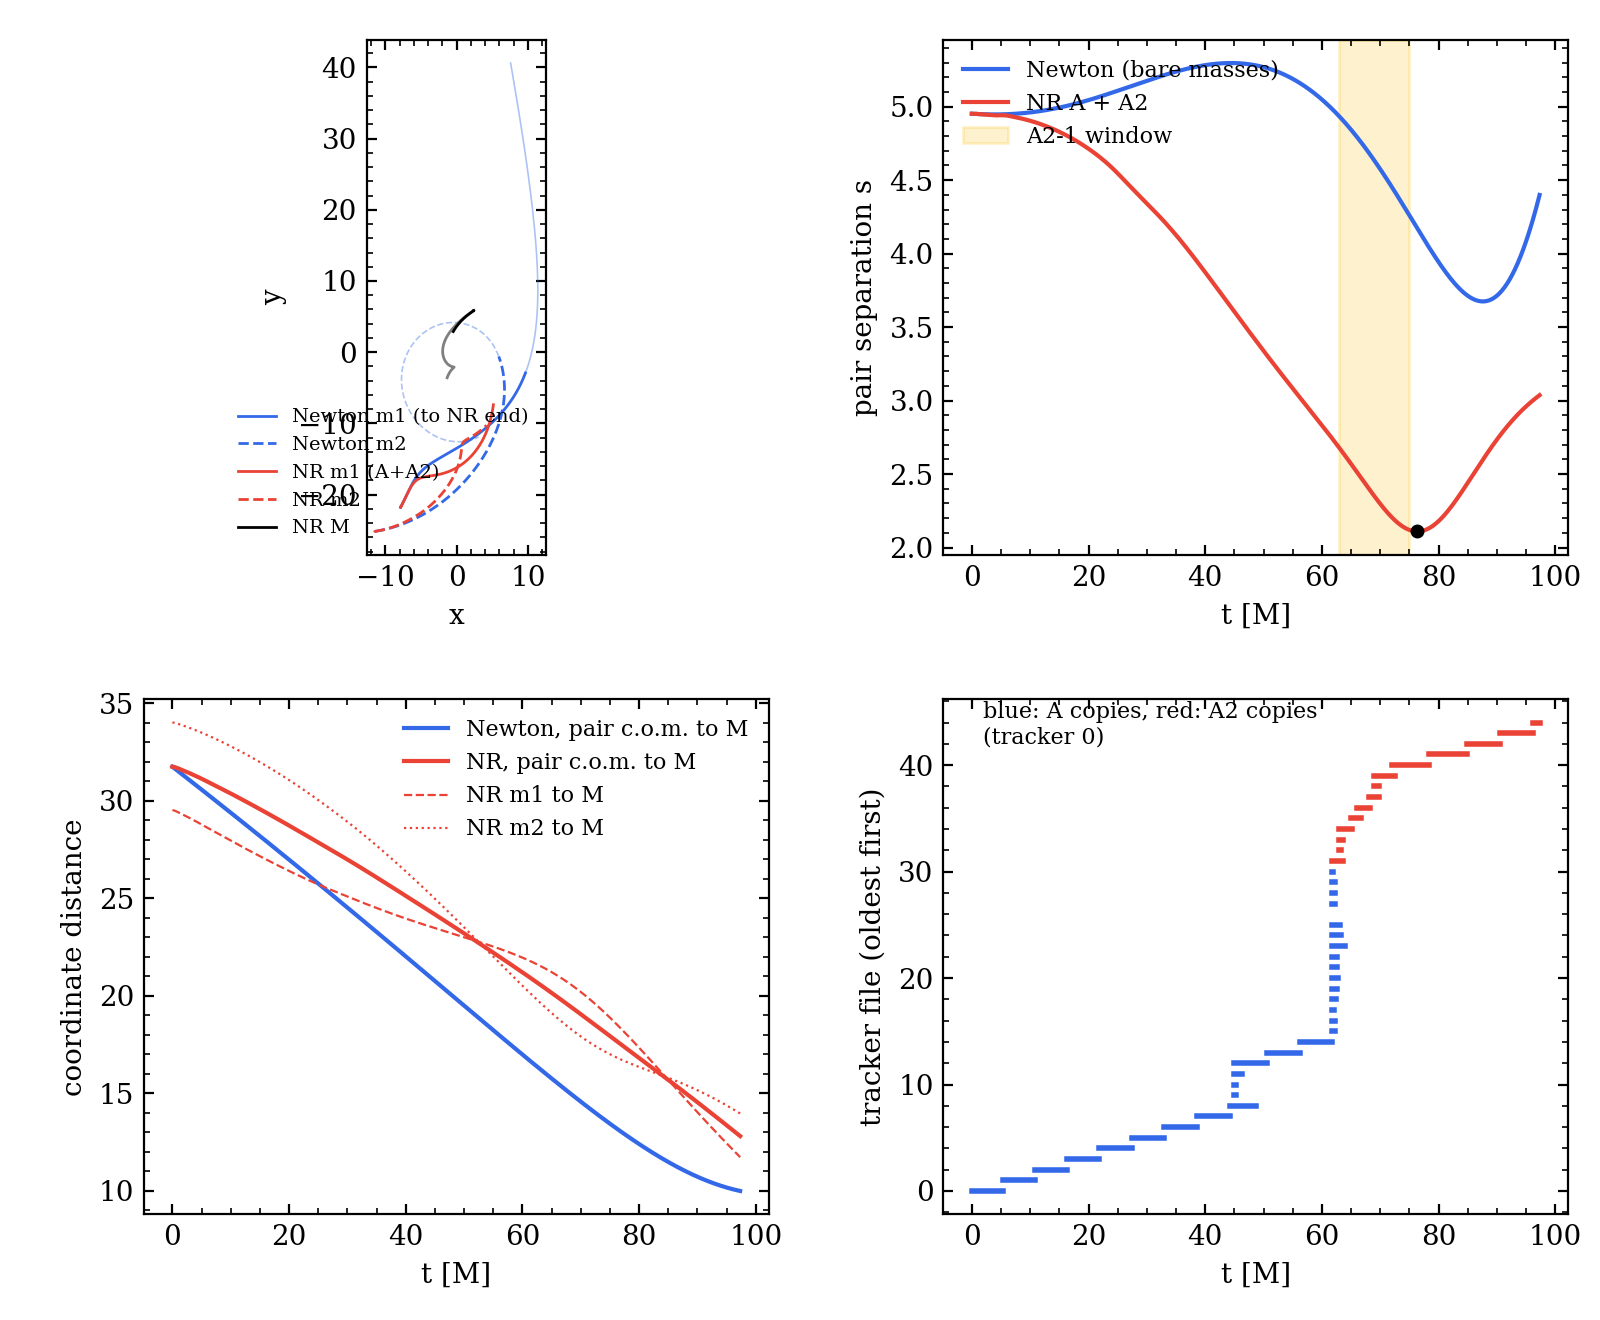 40
30
20
10
0
−10
−20
y
−10 0 10
x
Newton m1 (to NR end)
Newton m2
NR m1 (A+A2)
NR m2
NR M
5.0
4.5
4.0
3.5
3.0
2.5
2.0
pair separation s
Newton (bare masses)
NR A + A2
A2-1 window
0 20 40 60 80 100
t [M]
35
30
25
20
15
10
coordinate distance
Newton, pair c.o.m. to M
NR, pair c.o.m. to M
NR m1 to M
NR m2 to M
0 20 40 60 80 100
t [M]
40
30
20
10
0
tracker file (oldest first)
blue: A copies, red: A2 copies
(tracker 0)
0 20 40 60 80 100
t [M]